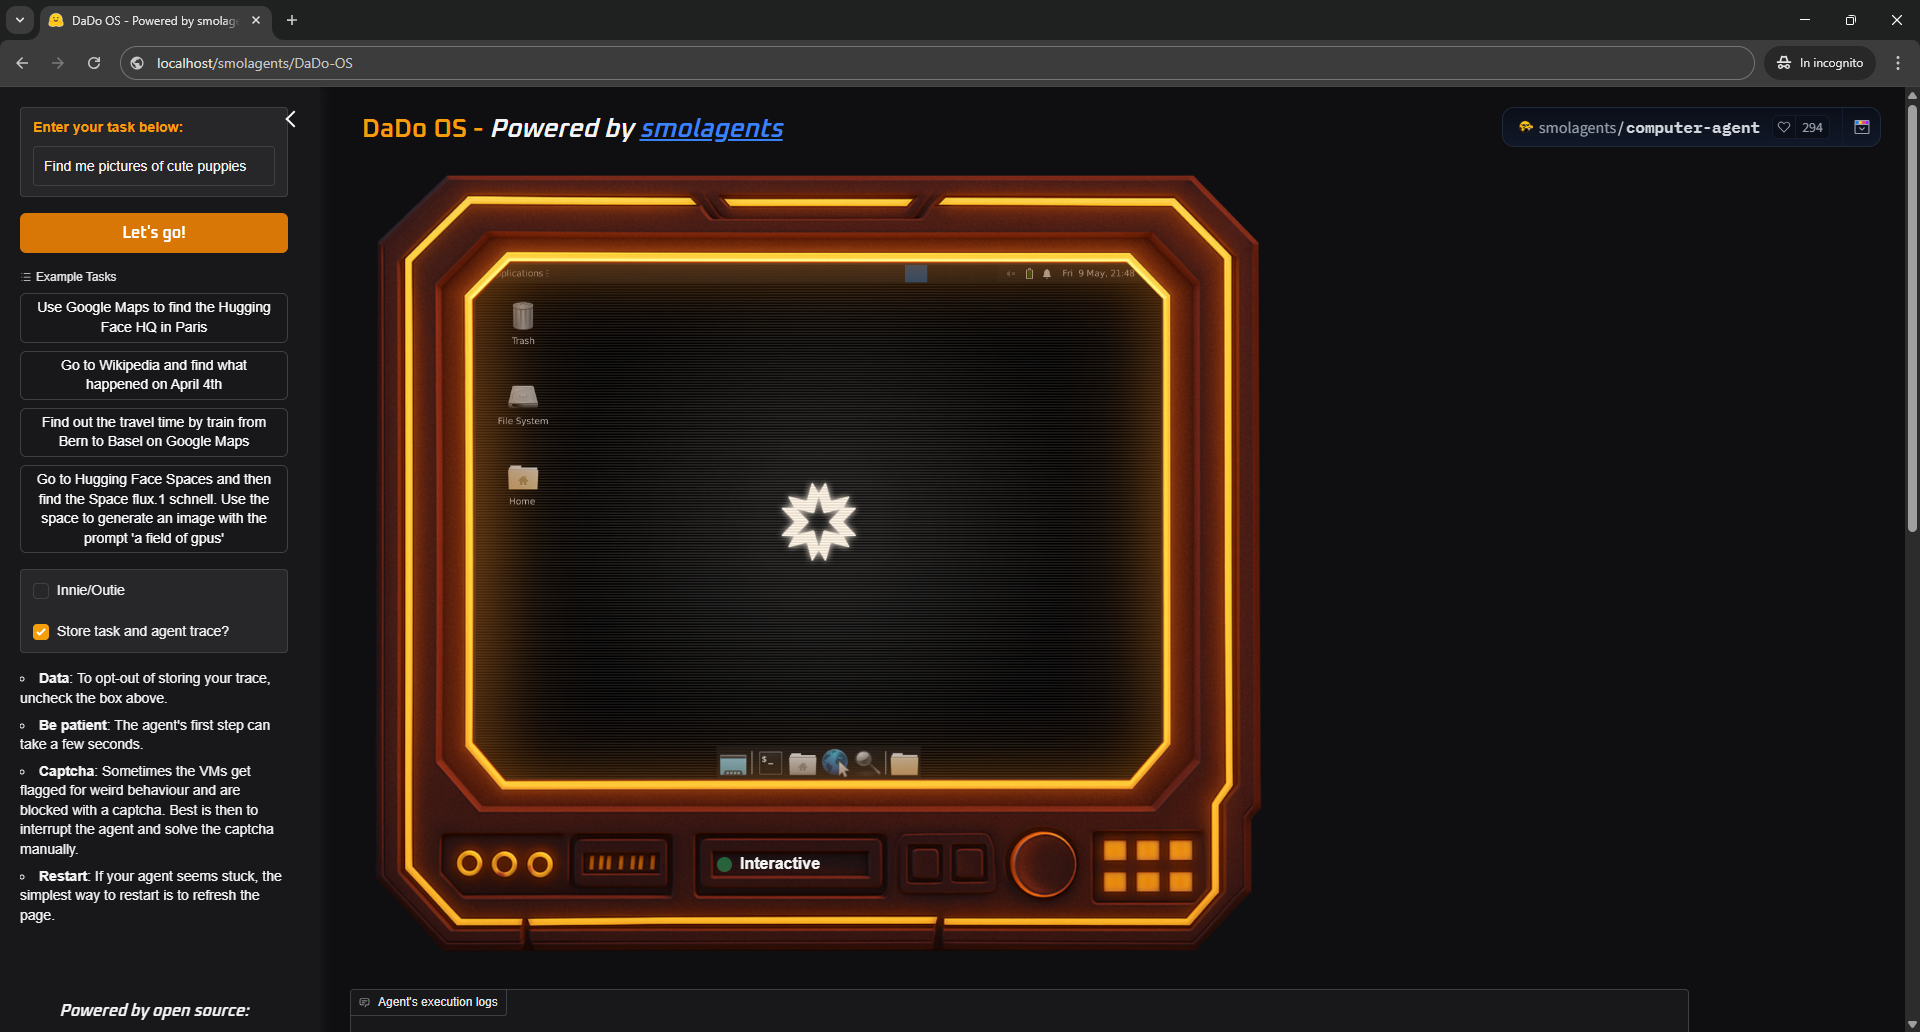 DaDo OS - Powered by smolag
localhost/smolagents/DaDo-OS
In incognito
Enter your task below:
Find me pictures of cute puppies
Let's go!
Example Tasks
Use Google Maps to find the Hugging
Face HQ in Paris
Go to Wikipedia and find what
happened on April 4th
Find out the travel time by train from
Bern to Basel on Google Maps
Go to Hugging Face Spaces and then
find the Space flux.1 schnell. Use the
space to generate an image with the
prompt 'a field of gpus'
Innie/Outie
Store task and agent trace?
Data: To opt-out of storing your trace,
uncheck the box above.
Be patient: The agent's first step can
take a few seconds.
Captcha: Sometimes the VMs get
flagged for weird behaviour and are
blocked with a captcha. Best is then to
interrupt the agent and solve the captcha
manually.
Restart: If your agent seems stuck, the
simplest way to restart is to refresh the
page.
Powered by open source:
DaDo OS - Powered by smolagents
smolagents/computer-agent
294
plications
Fri 9 May, 21:48
Trash
File System
Home
$_
Interactive
Agent's execution logs